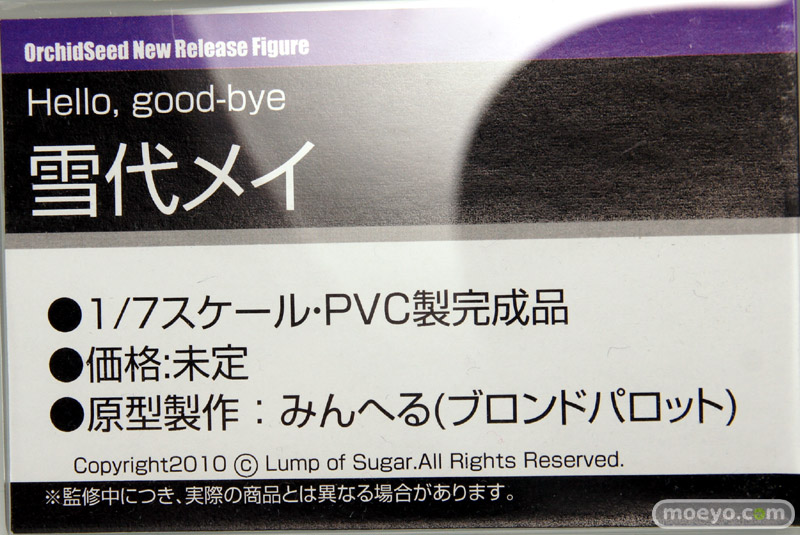 OrchidSeed New Release Figure
Hello, good-bye
雪代メイ
●1/7スケール・PVC製完成品
●価格:未定
●原型製作：みんへる(ブロンドパロット)
Copyright2010 © Lump of Sugar.All Rights Reserved.
※監修中につき、実際の商品とは異なる場合があります。
moeyo.com